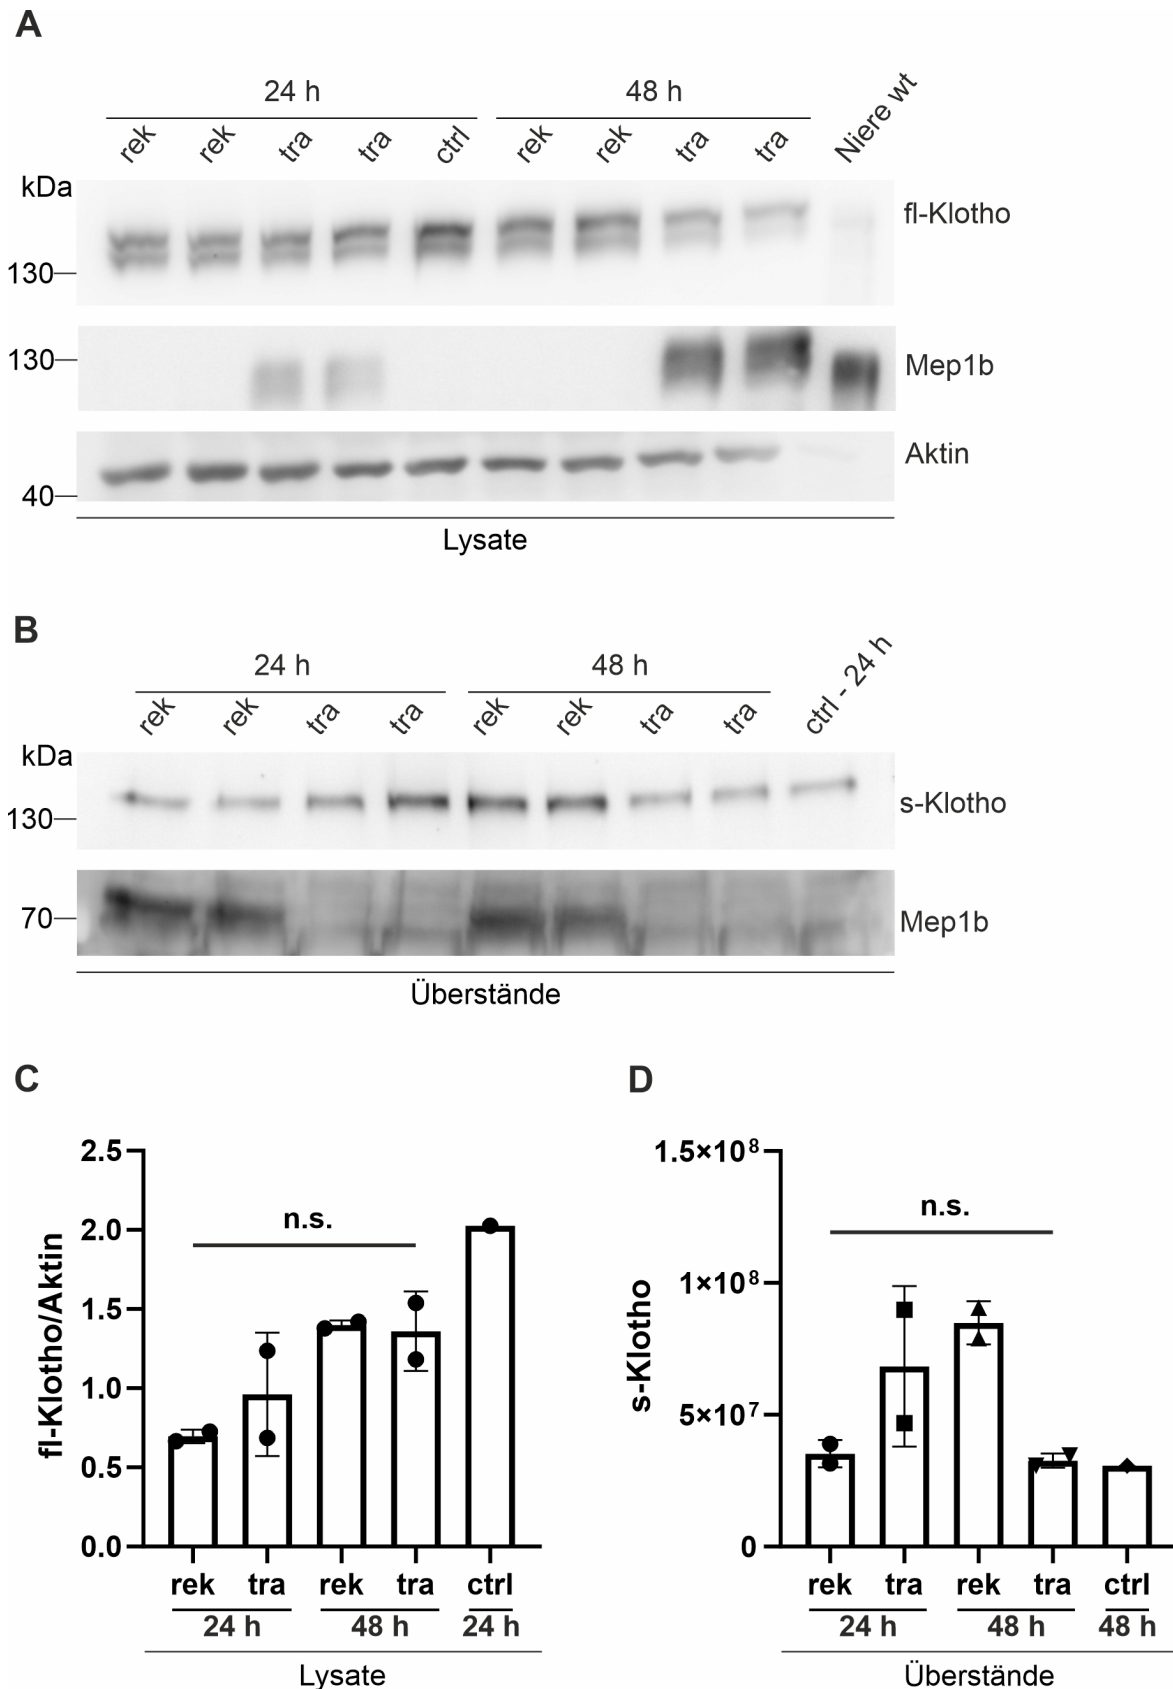 A
24 h 48 h
rek rek tra tra ctrl rek rek tra tra Niere wt
kDa
fl-Klotho
130
130
Mep1b
Aktin
40
Lysate
B
24 h 48 h
rek rek tra tra rek rek tra tra ctrl - 24 h
kDa
s-Klotho
130
70
Mep1b
Überstände
C
fl-Klotho/Aktin
2.5
2.0
1.5
1.0
0.5
0.0
n.s.
rek tra rek tra ctrl
24 h 48 h 24 h
Lysate
D
s-Klotho
1.5×10⁸
1×10⁸
5×10⁷
0
n.s.
rek tra rek tra ctrl
24 h 48 h 48 h
Überstände